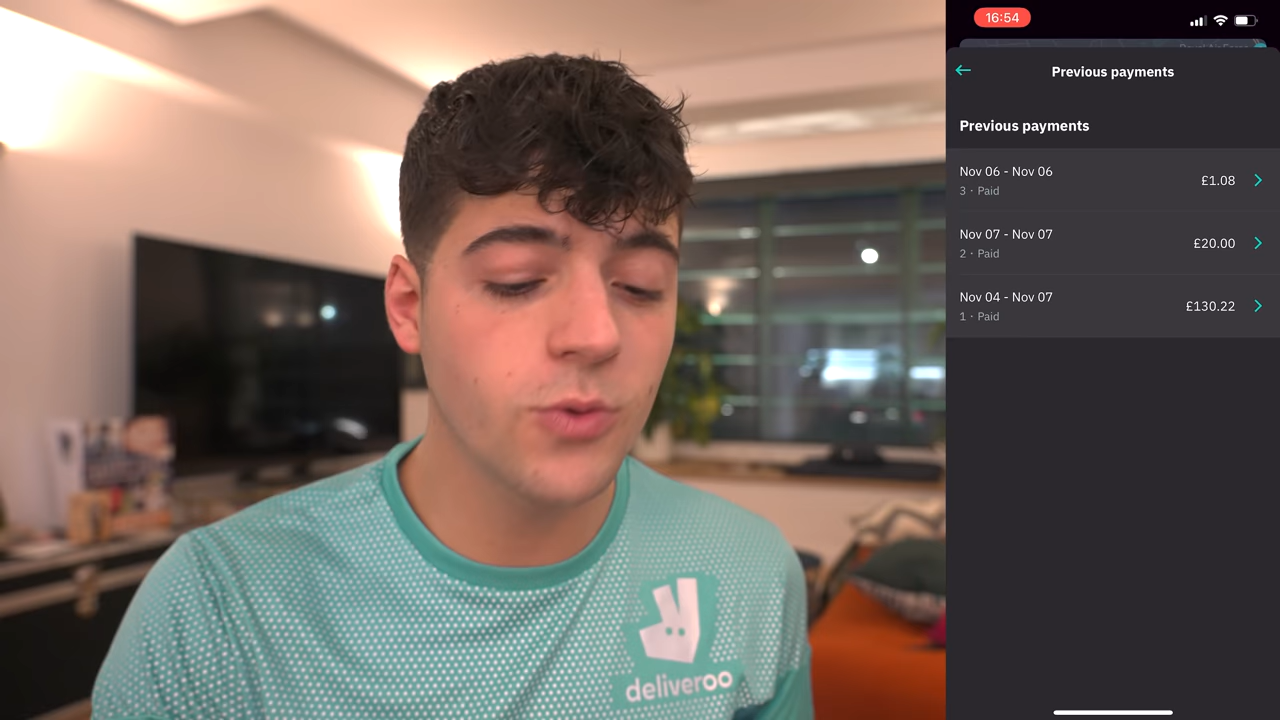 deliveroo
16:54
Previous payments
Previous payments
Nov 06 - Nov 06
3 · Paid
£1.08
Nov 07 - Nov 07
2 · Paid
£20.00
Nov 04 - Nov 07
1 · Paid
£130.22